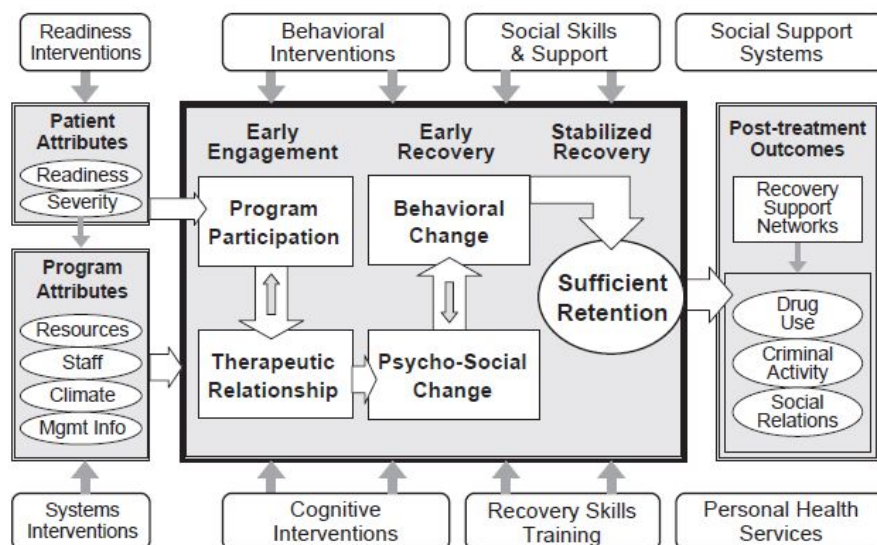 Readiness
Interventions
Behavioral
Interventions
Social Skills
& Support
Social Support
Systems
Patient
Attributes
Readiness
Severity
Program
Attributes
Resources
Staff
Climate
Mgmt Info
Early
Engagement
Program
Participation
Therapeutic
Relationship
Early
Recovery
Behavioral
Change
Psycho-Social
Change
Stabilized
Recovery
Sufficient
Retention
Post-treatment
Outcomes
Recovery
Support
Networks
Drug
Use
Criminal
Activity
Social
Relations
Systems
Interventions
Cognitive
Interventions
Recovery Skills
Training
Personal Health
Services